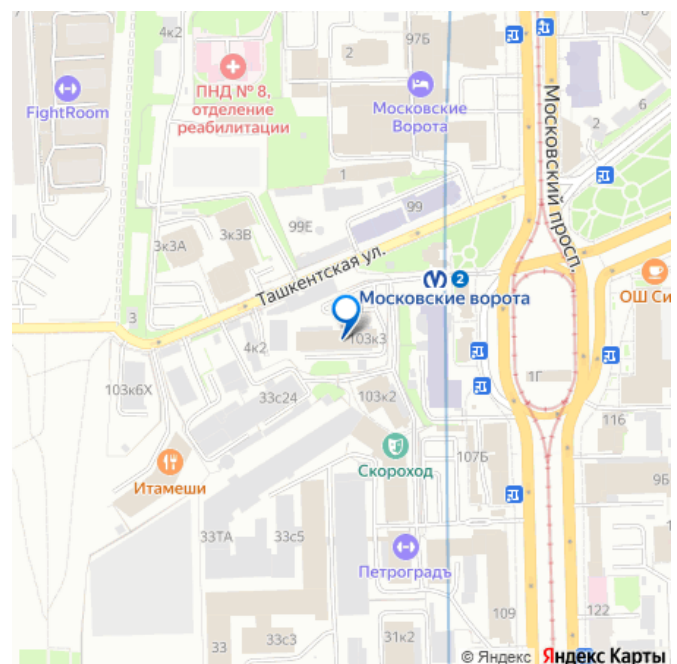 4к2
97Б
2
ПНД № 8,
отделение
реабилитации
FightRoom
Московские
Ворота
Московский просп.
6
2
1
99
99Е
3к3В
3к3А
Ташкентская ул.
2
Московские ворота
ОШ Си
3
103к3
4к2
1Г
103к6Х
33с24
103к2
116
Скороход
107Б
9Б
Итамеши
33ТА
33с5
Петроградъ
109
122
33
33с3
31к2
© Яндекс Яндекс Карты